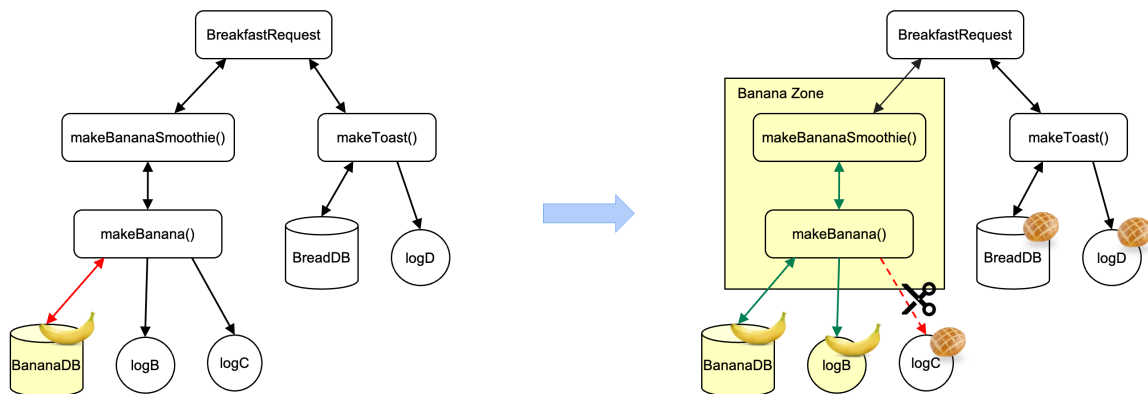 BreakfastRequest
makeBananaSmoothie()
makeToast()
makeBanana()
BreadDB
logD
BananaDB
logB
logC
BreakfastRequest
Banana Zone
makeBananaSmoothie()
makeToast()
makeBanana()
BreadDB
logD
BananaDB
logB
logC